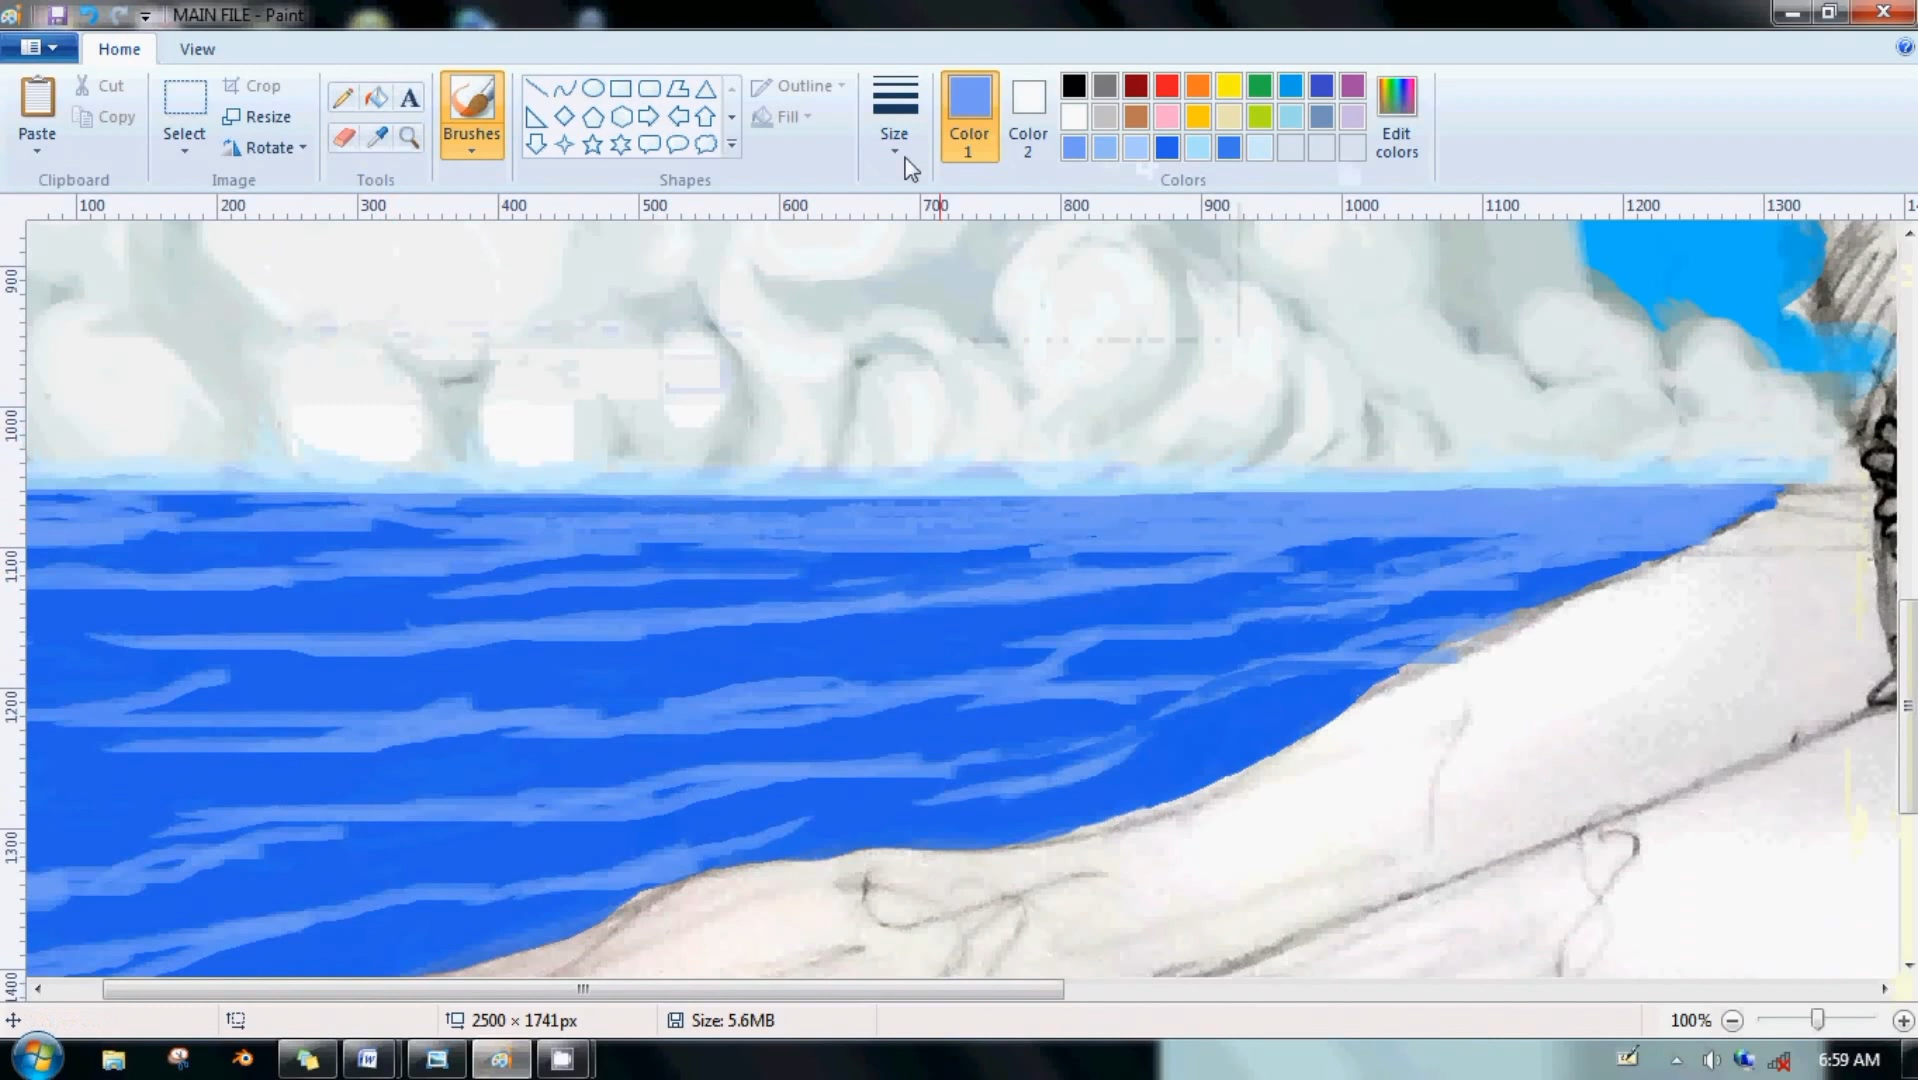 MAIN FILE - Paint
Home View
Paste
Cut
Copy
Clipboard
Select
Crop
Resize
Rotate
Image
A
Tools
Brushes
Shapes
Outline
Fill
Size
Color 1
Color 2
Edit colors
Colors
100 200 300 400 500 600 700 800 900 1000 1100 1200 1300
900
1000
1100
1200
1300
1400
2500 × 1741px
Size: 5.6MB
100%
6:59 AM